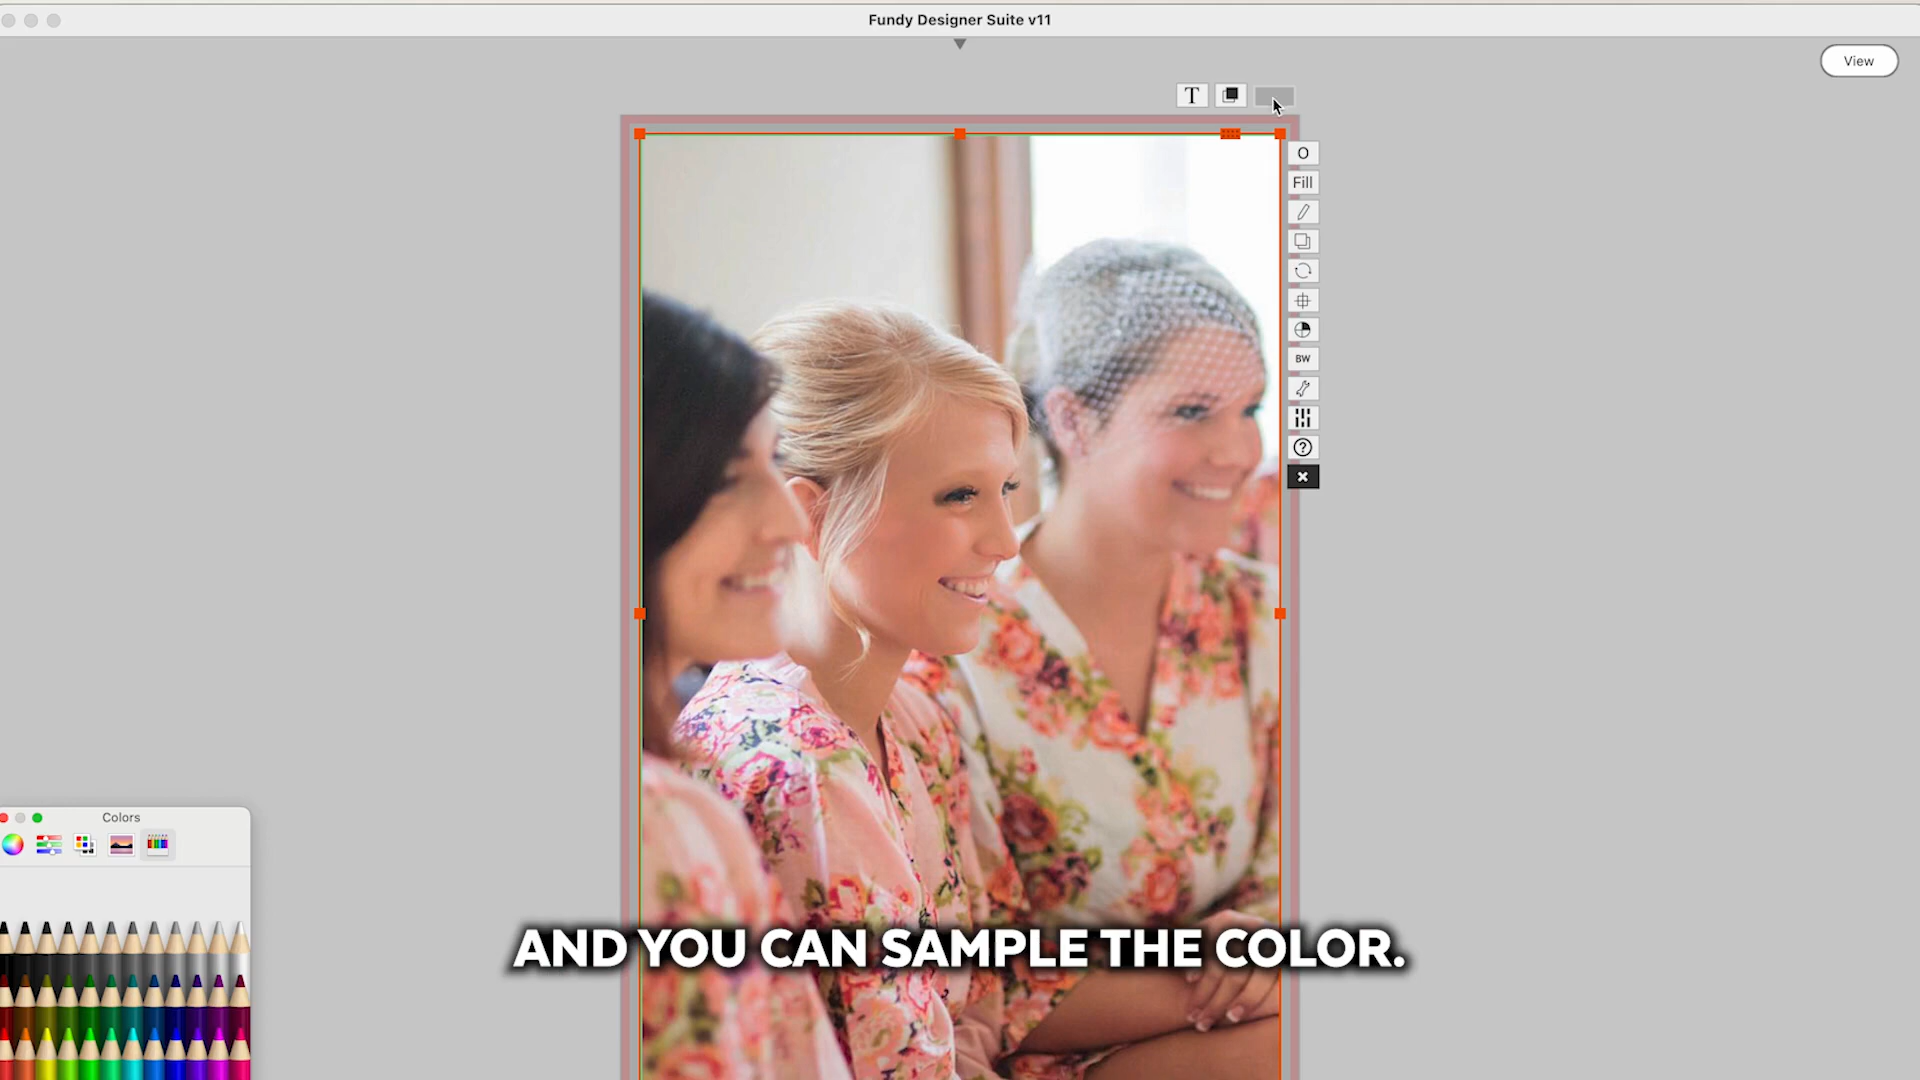 Fundy Designer Suite v11
View
T
O
Fill
BW
?
Colors
AND YOU CAN SAMPLE THE COLOR.